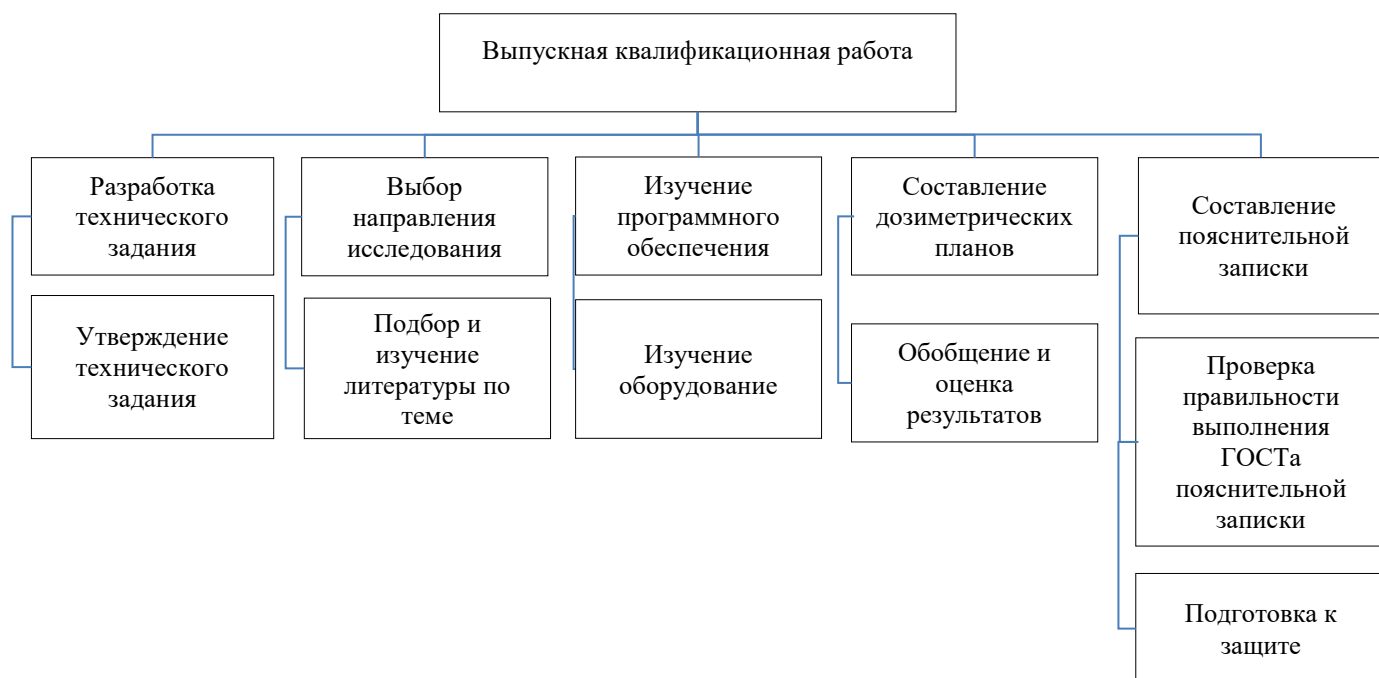 Выпускная квалификационная работа
Разработка
технического
задания
Утверждение
технического
задания
Выбор
направления
исследования
Подбор и
изучение
литературы по
теме
Изучение
программного
обеспечения
Изучение
оборудование
Составление
дозиметрических
планов
Обобщение и
оценка
результатов
Составление
пояснительной
записки
Проверка
правильности
выполнения
ГОСТа
пояснительной
записки
Подготовка к
защите